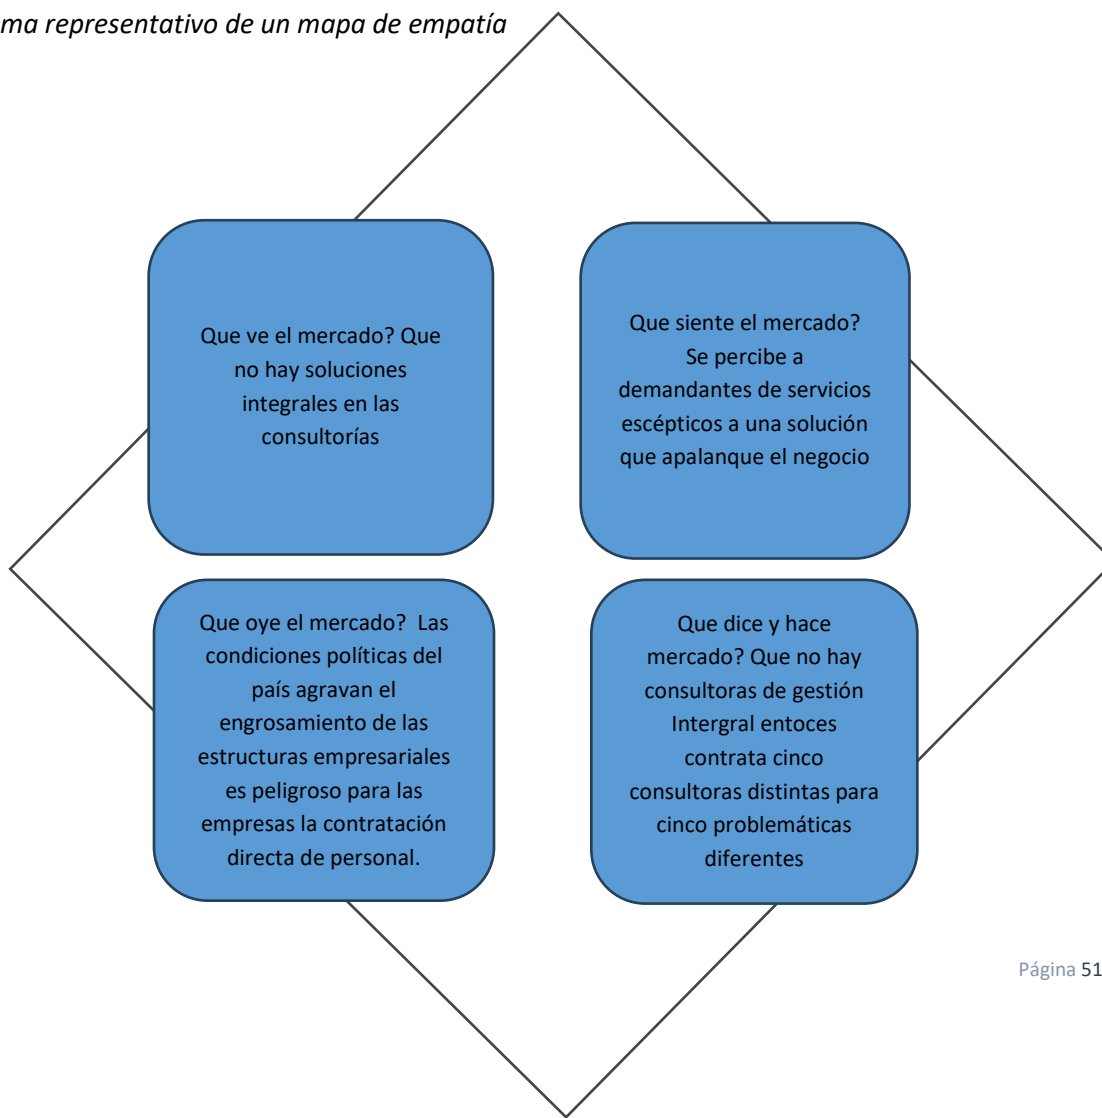 ma representativo de un mapa de empatía
Que ve el mercado? Que
no hay soluciones
integrales en las
consultorías
Que siente el mercado?
Se percibe a
demandantes de servicios
escépticos a una solución
que apalanque el negocio
Que oye el mercado? Las
condiciones políticas del
país agravan el
engrosamiento de las
estructuras empresariales
es peligroso para las
empresas la contratación
directa de personal.
Que dice y hace
mercado? Que no hay
consultoras de gestión
Intergral entoces
contrata cinco
consultoras distintas para
cinco problemáticas
diferentes
Página 51